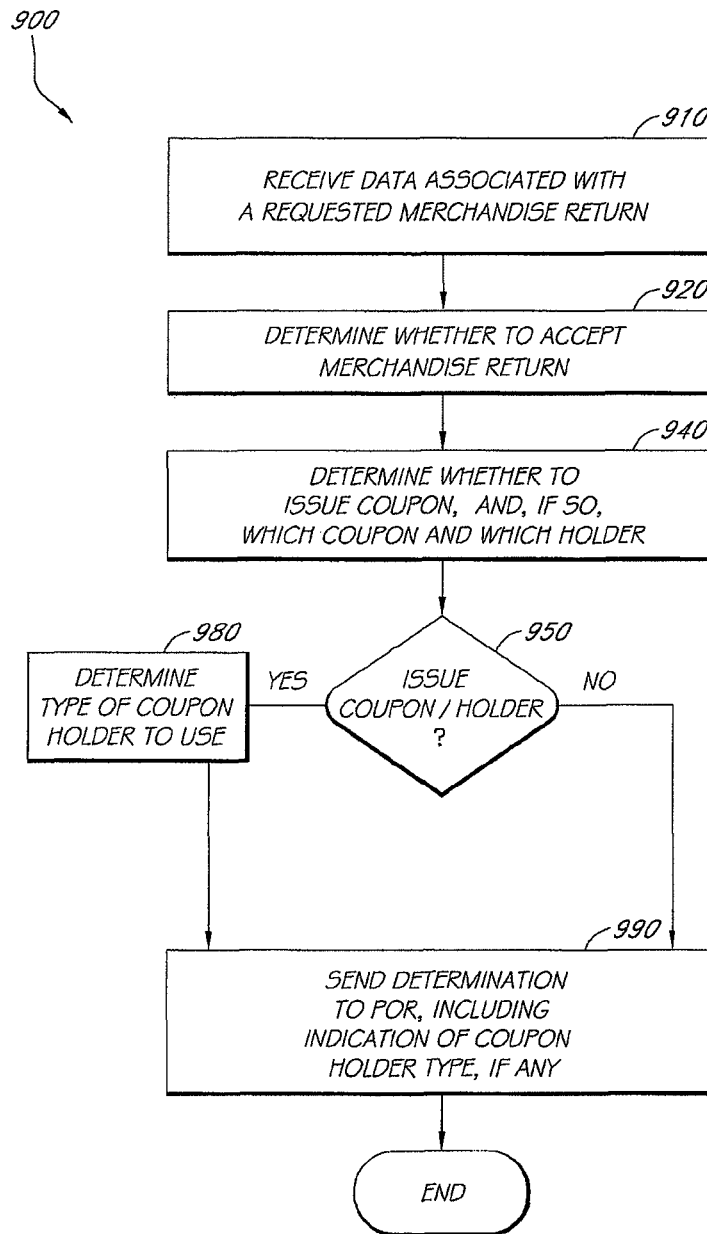 900
910
RECEIVE DATA ASSOCIATED WITH
A REQUESTED MERCHANDISE RETURN
920
DETERMINE WHETHER TO ACCEPT
MERCHANDISE RETURN
940
DETERMINE WHETHER TO
ISSUE COUPON, AND, IF SO,
WHICH COUPON AND WHICH HOLDER
950
ISSUE
COUPON / HOLDER
?
YES
NO
980
DETERMINE
TYPE OF COUPON
HOLDER TO USE
990
SEND DETERMINATION
TO POR, INCLUDING
INDICATION OF COUPON
HOLDER TYPE, IF ANY
END